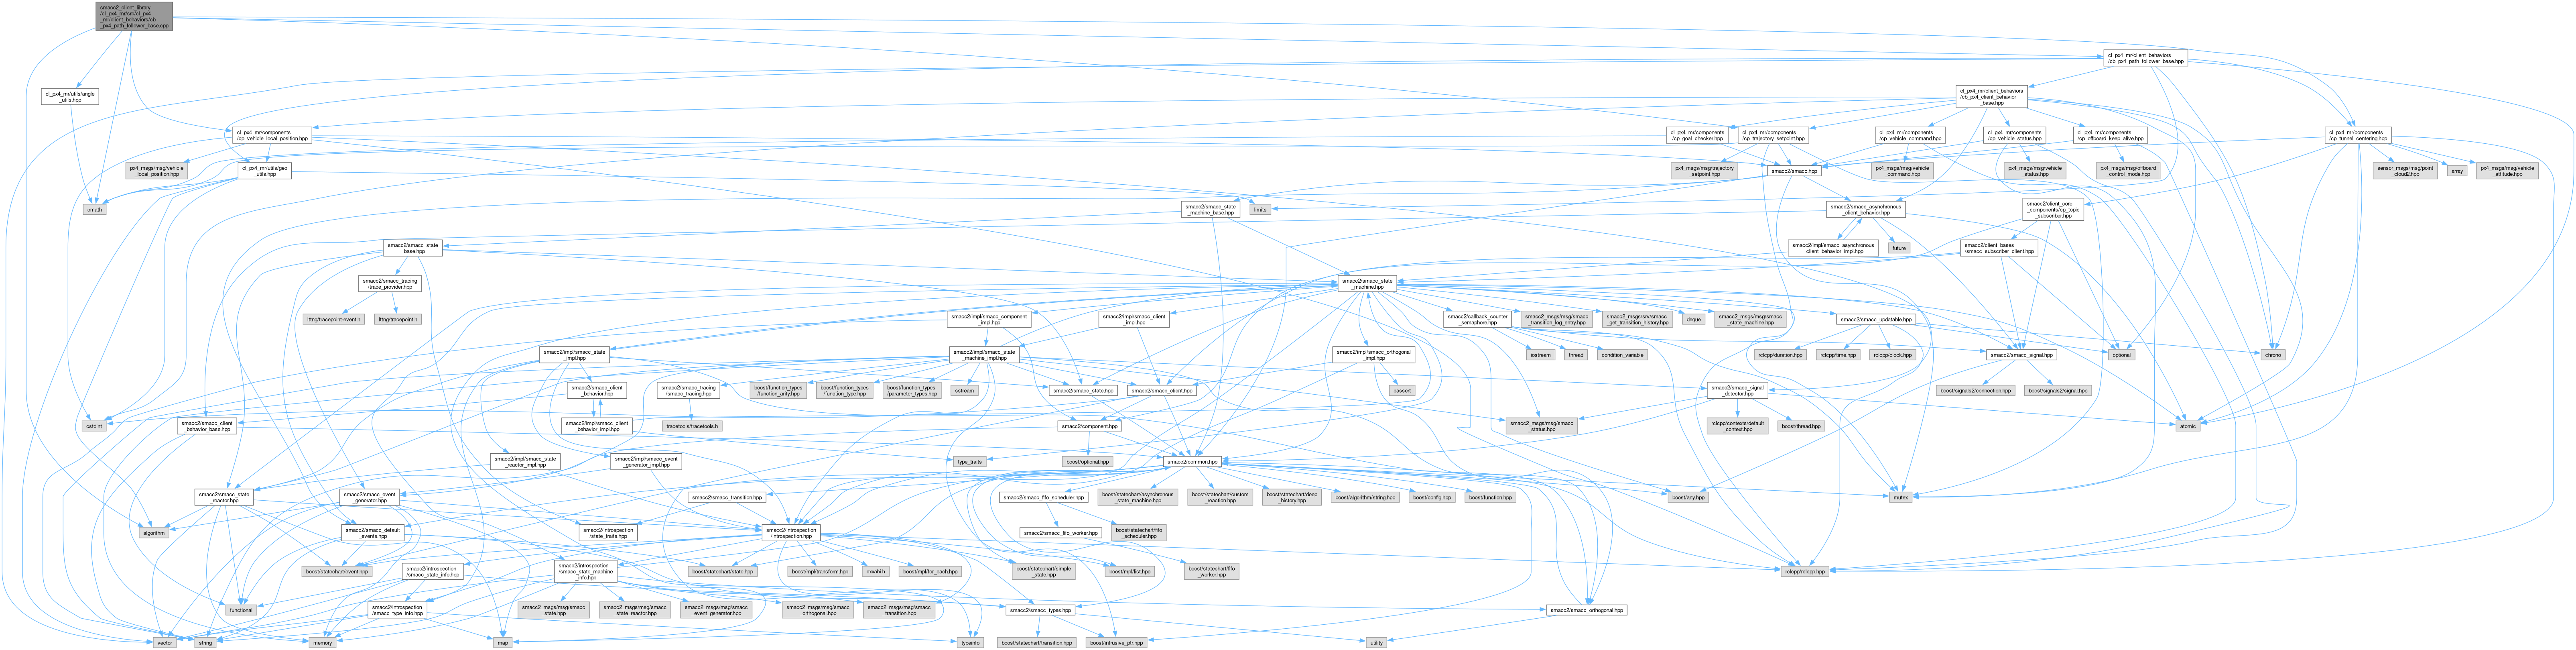 smacc2_client_library
/cl_px4_mr/src/cl_px4
_mr/client_behaviors/cb
_px4_path_follower_base.cpp
cl_px4_mr/client_behaviors
/cb_px4_path_follower_base.hpp
cl_px4_mr/utils/angle
_utils.hpp
cl_px4_mr/client_behaviors
/cb_px4_client_behavior
_base.hpp
cl_px4_mr/components
/cp_vehicle_local_position.hpp
cl_px4_mr/components
/cp_goal_checker.hpp
cl_px4_mr/components
/cp_trajectory_setpoint.hpp
cl_px4_mr/components
/cp_vehicle_command.hpp
cl_px4_mr/components
/cp_vehicle_status.hpp
cl_px4_mr/components
/cp_offboard_keep_alive.hpp
cl_px4_mr/components
/cp_tunnel_centering.hpp
px4_msgs/msg/vehicle
_local_position.hpp
cl_px4_mr/utils/geo
_utils.hpp
px4_msgs/msg/trajectory
_setpoint.hpp
smacc2/smacc.hpp
px4_msgs/msg/vehicle
_command.hpp
px4_msgs/msg/vehicle
_status.hpp
px4_msgs/msg/offboard
_control_mode.hpp
sensor_msgs/msg/point
_cloud2.hpp
array
px4_msgs/msg/vehicle
_attitude.hpp
cmath
smacc2/smacc_state
_machine_base.hpp
limits
smacc2/smacc_asynchronous
_client_behavior.hpp
smacc2/client_core
_components/cp_topic
_subscriber.hpp
smacc2/smacc_state
_base.hpp
smacc2/impl/smacc_asynchronous
_client_behavior_impl.hpp
future
smacc2/client_bases
/smacc_subscriber_client.hpp
smacc2/smacc_tracing
/trace_provider.hpp
smacc2/smacc_state
_machine.hpp
lttng/tracepoint-event.h
lttng/tracepoint.h
smacc2/impl/smacc_component
_impl.hpp
smacc2/impl/smacc_client
_impl.hpp
smacc2/callback_counter
_semaphore.hpp
smacc2_msgs/msg/smacc
_transition_log_entry.hpp
smacc2_msgs/srv/smacc
_get_transition_history.hpp
deque
smacc2_msgs/msg/smacc
_state_machine.hpp
smacc2/smacc_updatable.hpp
smacc2/impl/smacc_state
_impl.hpp
smacc2/impl/smacc_state
_machine_impl.hpp
smacc2/impl/smacc_orthogonal
_impl.hpp
iostream
thread
condition_variable
rclcpp/duration.hpp
rclcpp/time.hpp
rclcpp/clock.hpp
smacc2/smacc_signal.hpp
optional
chrono
smacc2/smacc_client
_behavior.hpp
smacc2/smacc_tracing
/smacc_tracing.hpp
boost/function_types
/function_arity.hpp
boost/function_types
/function_type.hpp
boost/function_types
/parameter_types.hpp
sstream
smacc2/smacc_state.hpp
smacc2/smacc_client.hpp
cassert
smacc2/smacc_signal
_detector.hpp
boost/signals2/connection.hpp
boost/signals2/signal.hpp
cstdint
smacc2/smacc_client
_behavior_base.hpp
smacc2/impl/smacc_client
_behavior_impl.hpp
tracetools/tracetools.h
smacc2/component.hpp
smacc2_msgs/msg/smacc
_status.hpp
rclcpp/contexts/default
_context.hpp
boost/thread.hpp
atomic
smacc2/impl/smacc_state
_reactor_impl.hpp
smacc2/impl/smacc_event
_generator_impl.hpp
type_traits
boost/optional.hpp
smacc2/common.hpp
smacc2/smacc_state
_reactor.hpp
smacc2/smacc_event
_generator.hpp
smacc2/smacc_transition.hpp
smacc2/smacc_fifo_scheduler.hpp
boost/statechart/asynchronous
_state_machine.hpp
boost/statechart/custom
_reaction.hpp
boost/statechart/deep
_history.hpp
boost/algorithm/string.hpp
boost/config.hpp
boost/function.hpp
boost/any.hpp
mutex
algorithm
smacc2/smacc_default
_events.hpp
smacc2/introspection
/state_traits.hpp
smacc2/introspection
/introspection.hpp
smacc2/smacc_fifo_worker.hpp
boost/statechart/fifo
_scheduler.hpp
boost/statechart/event.hpp
smacc2/introspection
/smacc_state_info.hpp
smacc2/introspection
/smacc_state_machine
_info.hpp
boost/statechart/state.hpp
boost/mpl/transform.hpp
cxxabi.h
boost/mpl/for_each.hpp
boost/statechart/simple
_state.hpp
boost/mpl/list.hpp
boost/statechart/fifo
_worker.hpp
rclcpp/rclcpp.hpp
functional
smacc2/introspection
/smacc_type_info.hpp
smacc2_msgs/msg/smacc
_state.hpp
smacc2_msgs/msg/smacc
_state_reactor.hpp
smacc2_msgs/msg/smacc
_event_generator.hpp
smacc2_msgs/msg/smacc
_orthogonal.hpp
smacc2_msgs/msg/smacc
_transition.hpp
smacc2/smacc_types.hpp
smacc2/smacc_orthogonal.hpp
vector
string
memory
map
typeinfo
boost/statechart/transition.hpp
boost/intrusive_ptr.hpp
utility